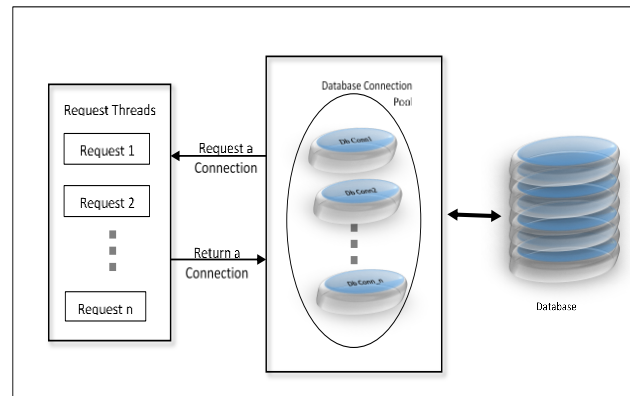 Request Threads
Request 1
Request 2
Request n
Request a
Connection
Return a
Connection
Database Connection
Pool
Db Conn1
Db Conn2
Db Conn_n
Database